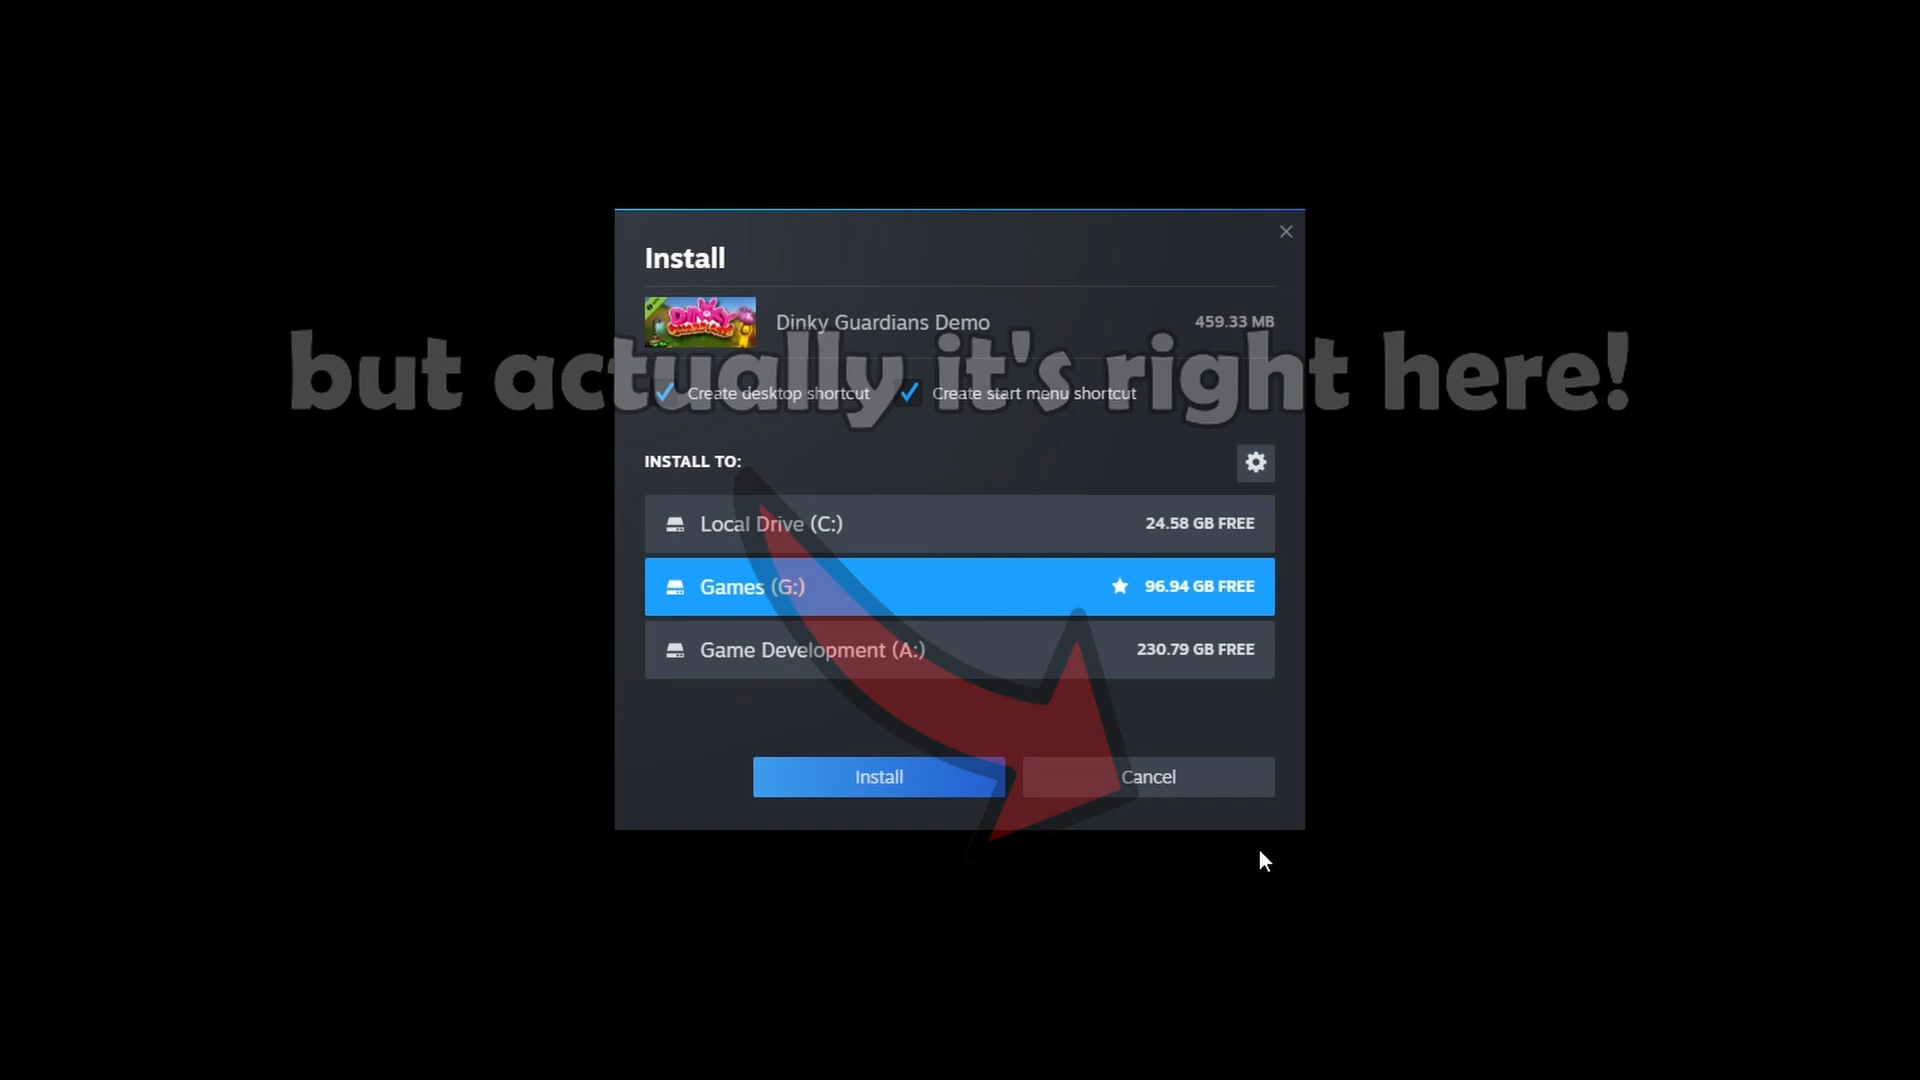 Install
DINKY
GUARDIANS
Dinky Guardians Demo
459.33 MB
but actually it's right here!
Create desktop shortcut
Create start menu shortcut
INSTALL TO:
Local Drive (C:)
24.58 GB FREE
Games (G:)
96.94 GB FREE
Game Development (A:)
230.79 GB FREE
Install
Cancel